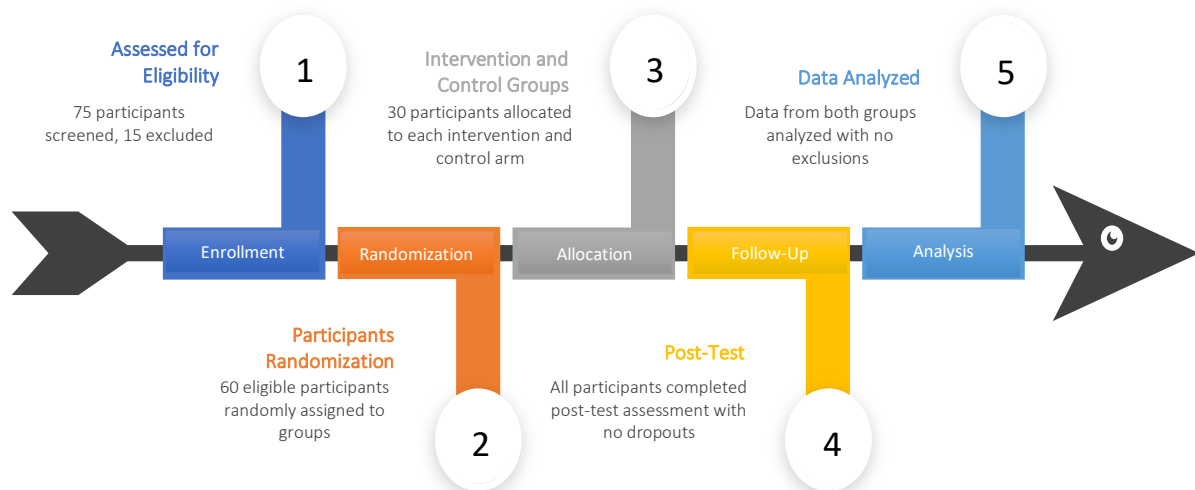 1
Assessed for
Eligibility
75 participants
screened, 15 excluded
Enrollment
Randomization
Participants
Randomization
60 eligible participants
randomly assigned to
groups
2
3
Intervention and
Control Groups
30 participants allocated
to each intervention and
control arm
Allocation
Follow-Up
Post-Test
All participants completed
post-test assessment with
no dropouts
4
5
Data Analyzed
Data from both groups
analyzed with no
exclusions
Analysis